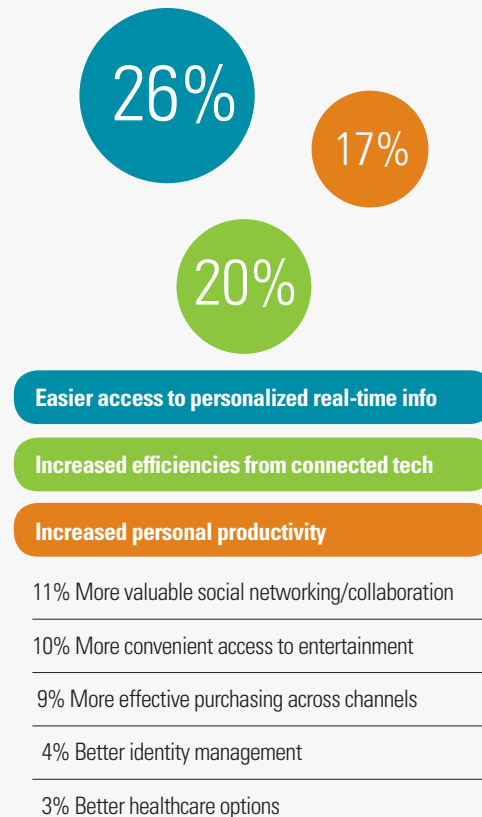 26%
17%
20%
Easier access to personalized real-time info
Increased efficiencies from connected tech
Increased personal productivity
11% More valuable social networking/collaboration
10% More convenient access to entertainment
9% More effective purchasing across channels
4% Better identity management
3% Better healthcare options